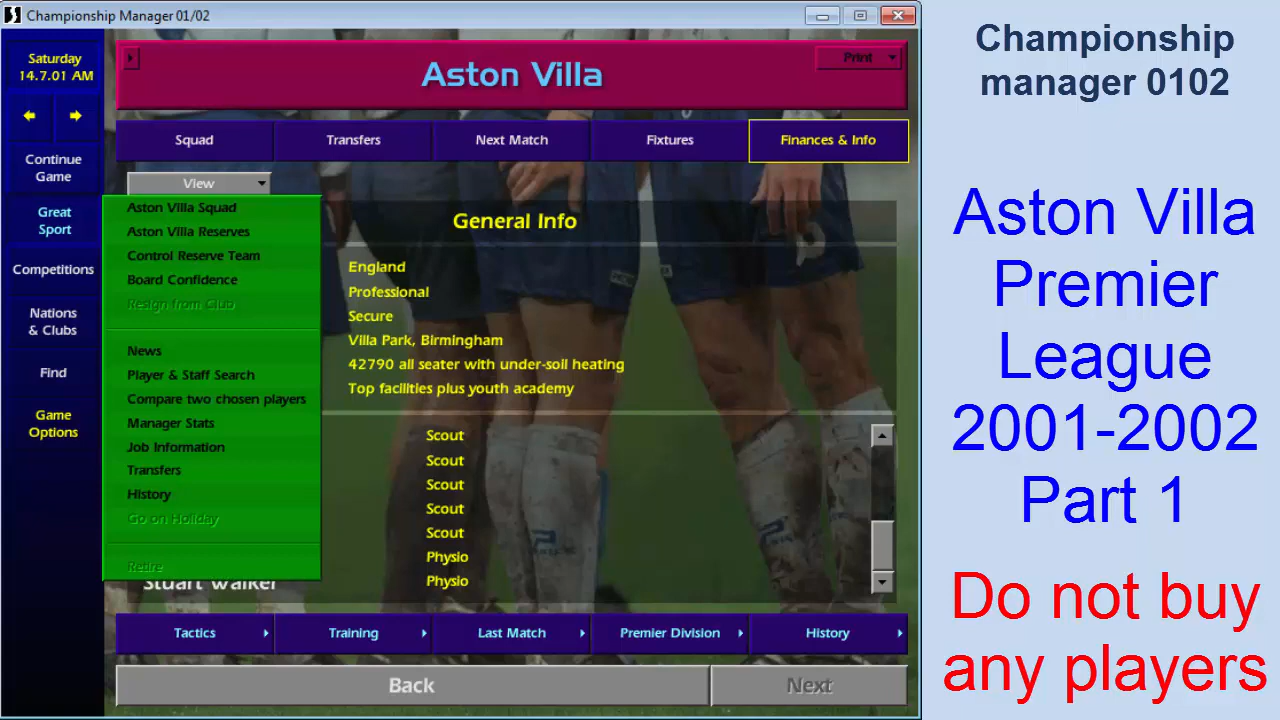 Championship Manager 01/02
Saturday
14.7.01 AM
Continue
Game
Great
Sport
Competitions
Nations
& Clubs
Find
Game
Options
Aston Villa
Print
Squad
Transfers
Next Match
Fixtures
Finances & Info
View
Aston Villa Squad
Aston Villa Reserves
Control Reserve Team
Board Confidence
Resign from Club
News
Player & Staff Search
Compare two chosen players
Manager Stats
Job Information
Transfers
History
Go on Holiday
Retire
General Info
England
Professional
Secure
Villa Park, Birmingham
42790 all seater with under-soil heating
Top facilities plus youth academy
Scout
Scout
Scout
Scout
Scout
Physio
Stuart Walker
Physio
Tactics
Training
Last Match
Premier Division
History
Back
Next
Championship
manager 0102
Aston Villa
Premier
League
2001-2002
Part 1
Do not buy
any players